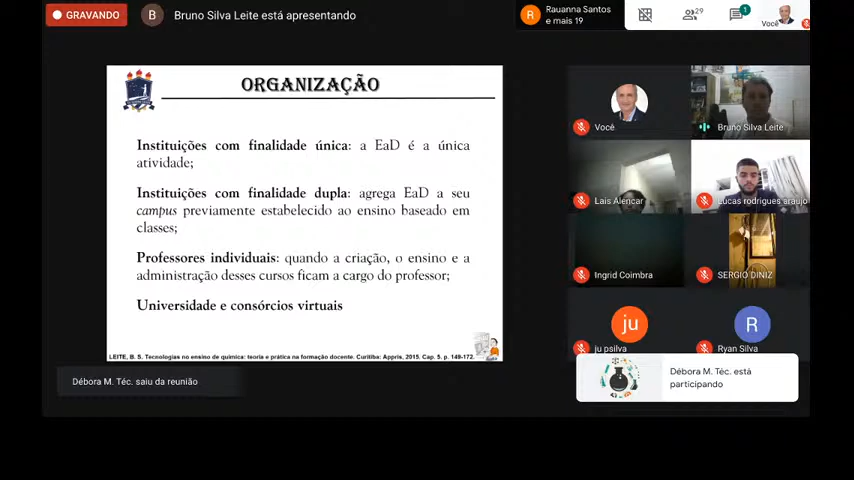 GRAVANDO
B
Bruno Silva Leite está apresentando
R
Rauanna Santos
e mais 19
29
1
Você
ORGANIZAÇÃO
Instituições com finalidade única: a EaD é a única
atividade;
Instituições com finalidade dupla: agrega EaD a seu
campus previamente estabelecido ao ensino baseado em
classes;
Professores individuais: quando a criação, o ensino e a
administração desses cursos ficam a cargo do professor;
Universidade e consórcios virtuais
LEITE, B. S. Tecnologias no ensino de química: teoria e prática na formação docente. Curitiba: Appris, 2015. Cap. 5. p. 149-172.
Você
Bruno Silva Leite
Lais Alencar
Lucas rodrigues araujo
Ingrid Coimbra
SERGIO DINIZ
ju
ju psilva
R
Ryan Silva
Débora M. Téc. saiu da reunião
Débora M. Téc. está
participando